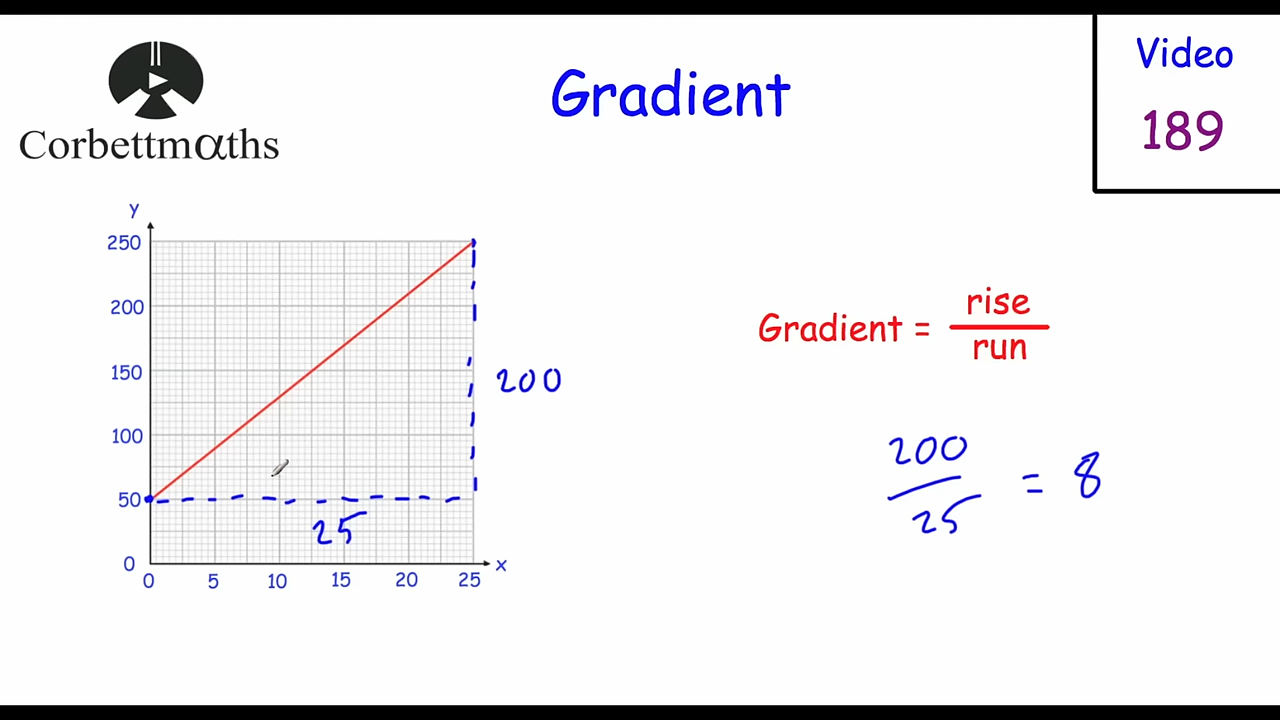 Corbettmαths
Gradient
Video
189
y
250
200
150
100
50
0
0 5 10 15 20 25
x
200
25
Gradient = rise
run
200
25
= 8